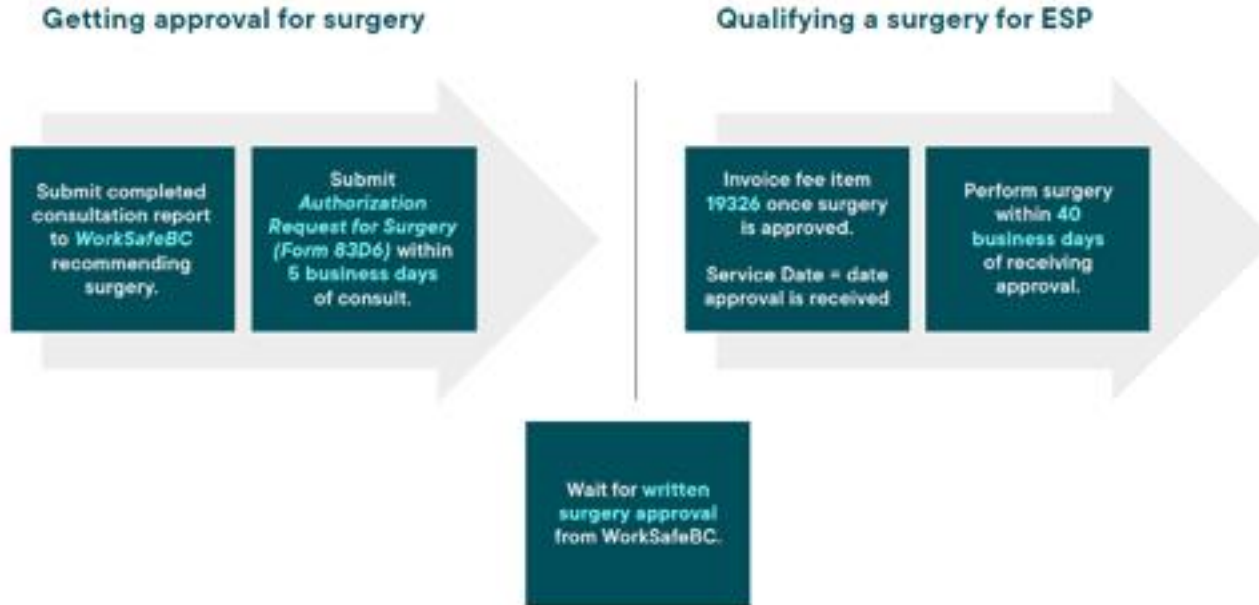 Getting approval for surgery
Submit completed
consultation report
to WorkSafeBC
recommending
surgery.
Submit
Authorization
Request for Surgery
(Form 83D6) within
5 business days
of consult.
Wait for written
surgery approval
from WorkSafeBC.
Qualifying a surgery for ESP
Invoice fee item
19326 once surgery
is approved.
Service Date = date
approval is received
Perform surgery
within 40
business days
of receiving
approval.